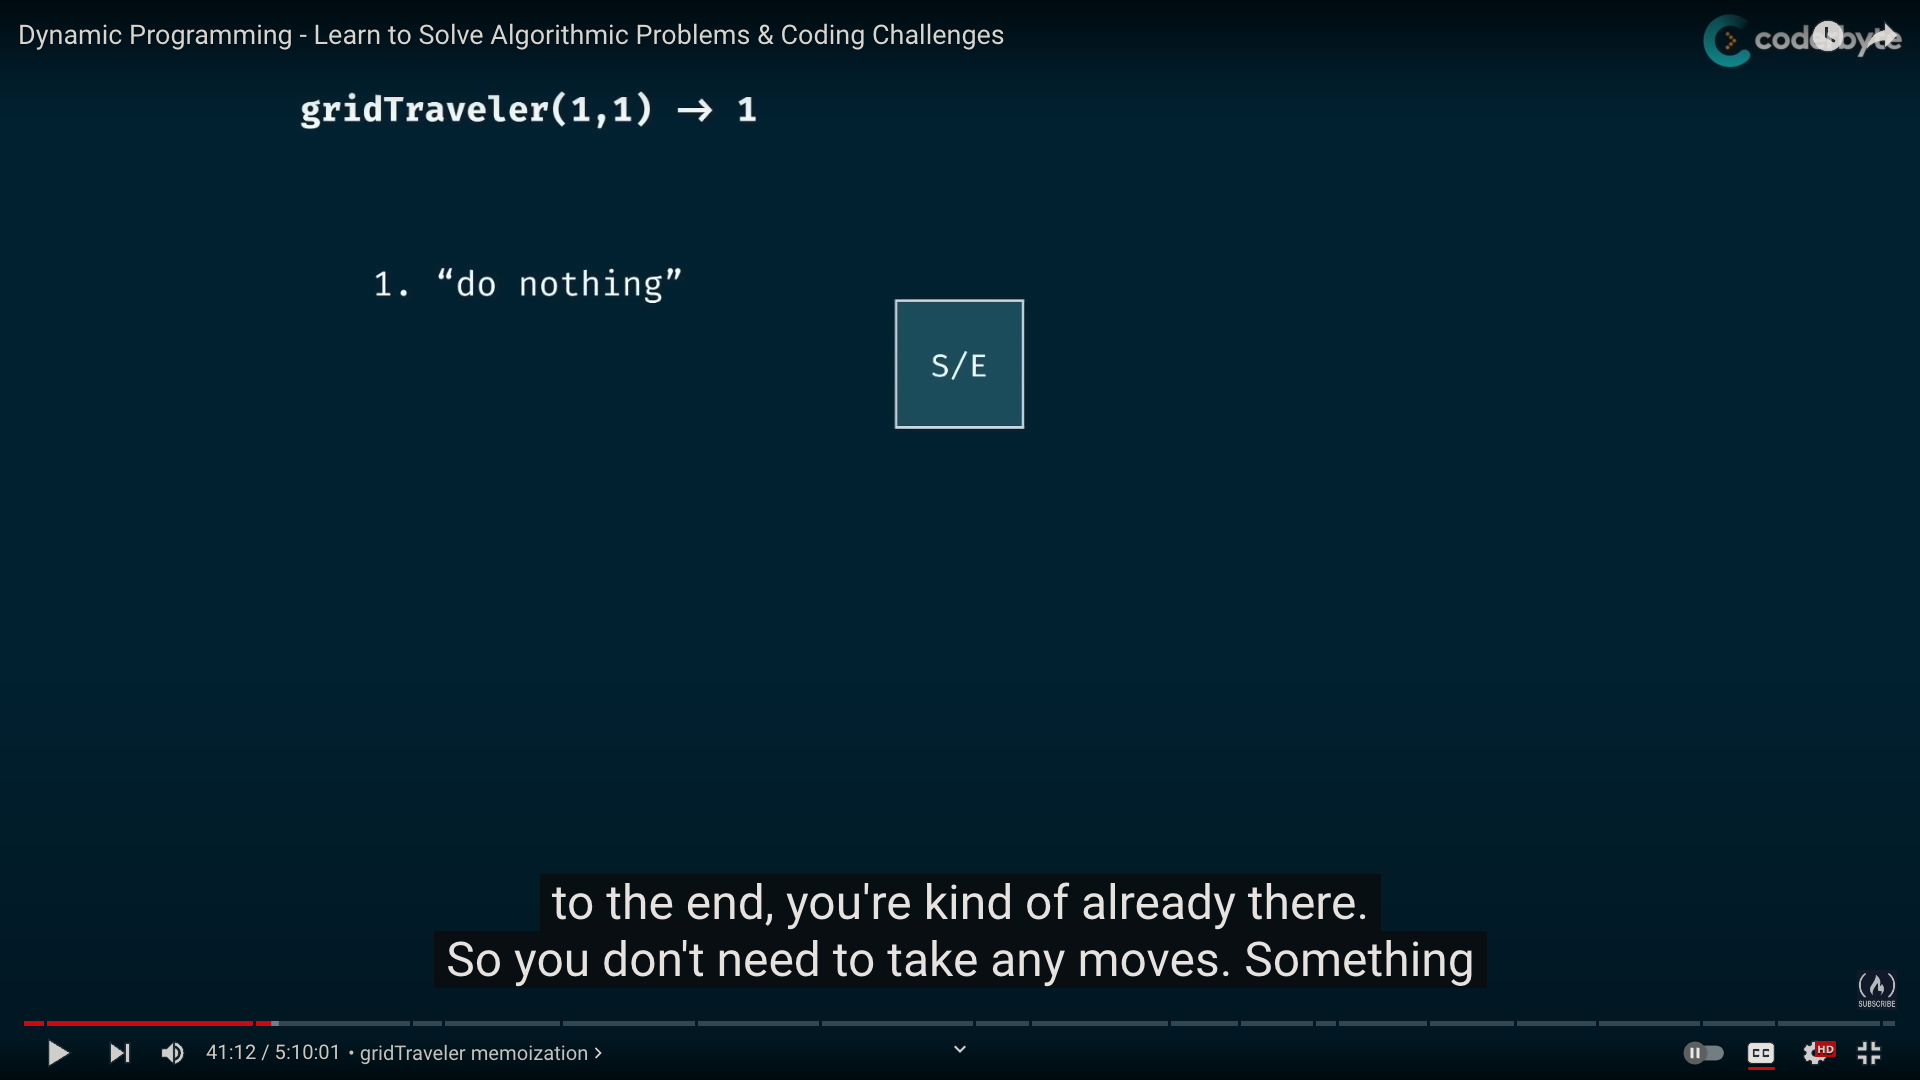 Dynamic Programming - Learn to Solve Algorithmic Problems & Coding Challenges
coderbyte
gridTraveler(1,1) → 1
1. “do nothing”
S/E
to the end, you're kind of already there.
So you don't need to take any moves. Something
SUBSCRIBE
41:12 / 5:10:01 • gridTraveler memoization >
CC
HD